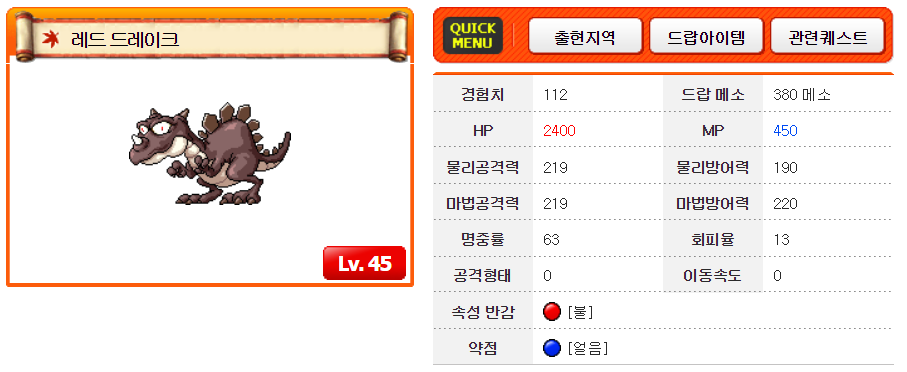 레드 드레이크
Lv. 45
QUICK
MENU
출현지역
드랍아이템
관련퀘스트
경험치 112 드랍 메소 380 메소
HP 2400 MP 450
물리공격력 219 물리방어력 190
마법공격력 219 마법방어력 220
명중률 63 회피율 13
공격형태 0 이동속도 0
속성 반감 [불]
약점 [얼음]